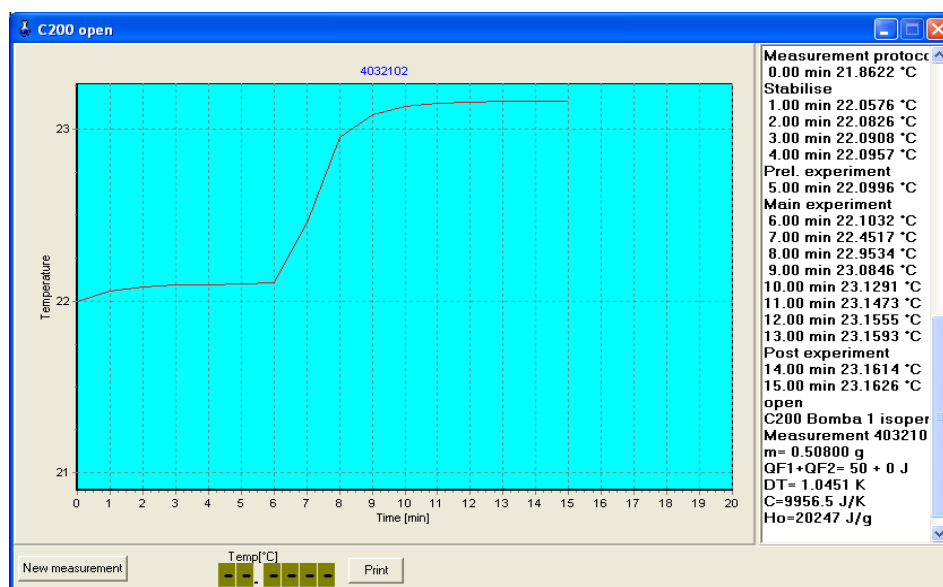 C200 open
4032102
Temperature
23
22
21
0 1 2 3 4 5 6 7 8 9 10 11 12 13 14 15 16 17 18 19 20
Time [min]
Measurement protocc
0.00 min 21.8622 °C
Stabilise
1.00 min 22.0576 °C
2.00 min 22.0826 °C
3.00 min 22.0908 °C
4.00 min 22.0957 °C
Prel. experiment
5.00 min 22.0996 °C
Main experiment
6.00 min 22.1032 °C
7.00 min 22.4517 °C
8.00 min 22.9534 °C
9.00 min 23.0846 °C
10.00 min 23.1291 °C
11.00 min 23.1473 °C
12.00 min 23.1555 °C
13.00 min 23.1593 °C
Post experiment
14.00 min 23.1614 °C
15.00 min 23.1626 °C
open
C200 Bomba 1 isoper
Measurement 403210
m= 0.50800 g
QF1+QF2= 50 + 0 J
DT= 1.0451 K
C=9956.5 J/K
Ho=20247 J/g
New measurement
Temp[°C]
--.----
Print